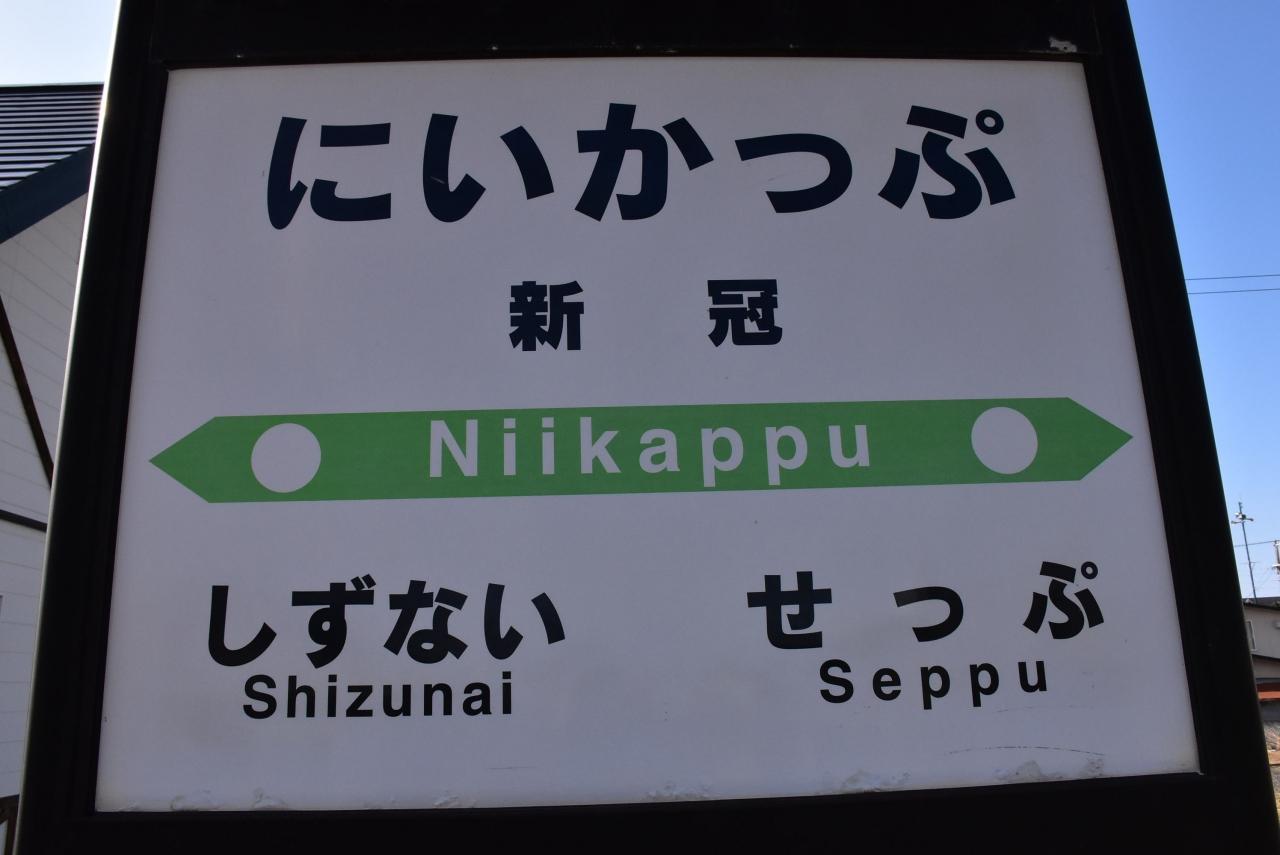 にいかっぷ
新冠
Niikappu
しずない せっぷ
Shizunai Seppu